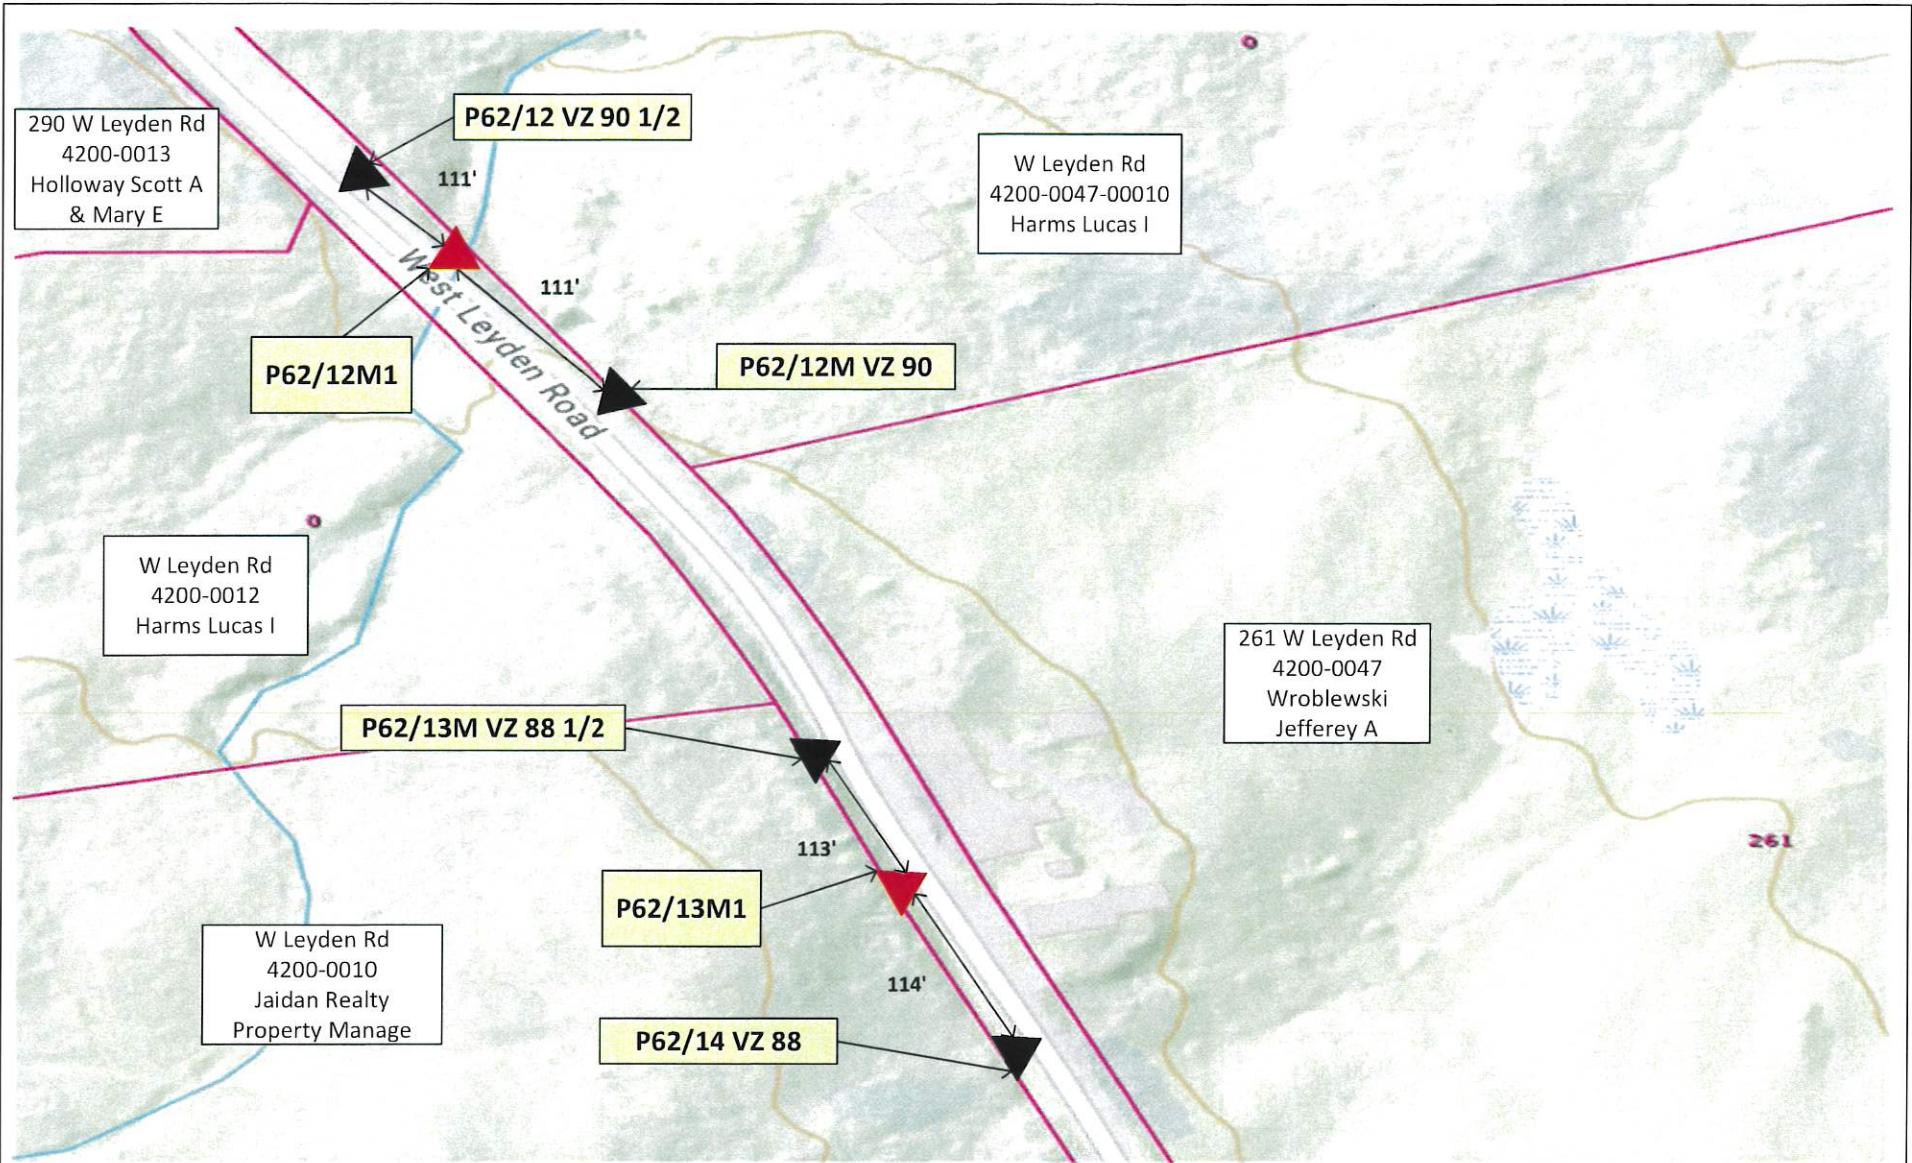 290 W Leyden Rd
4200-0013
Holloway Scott A
& Mary E
P62/12 VZ 90 1/2
111'
W Leyden Rd
4200-0047-00010
Harms Lucas I
0
111'
West Leyden Road
P62/12M1
P62/12M VZ 90
0
W Leyden Rd
4200-0012
Harms Lucas I
261 W Leyden Rd
4200-0047
Wroblewski
Jefferey A
P62/13M VZ 88 1/2
113'
261
P62/13M1
W Leyden Rd
4200-0010
Jaidan Realty
Property Manage
114'
P62/14 VZ 88